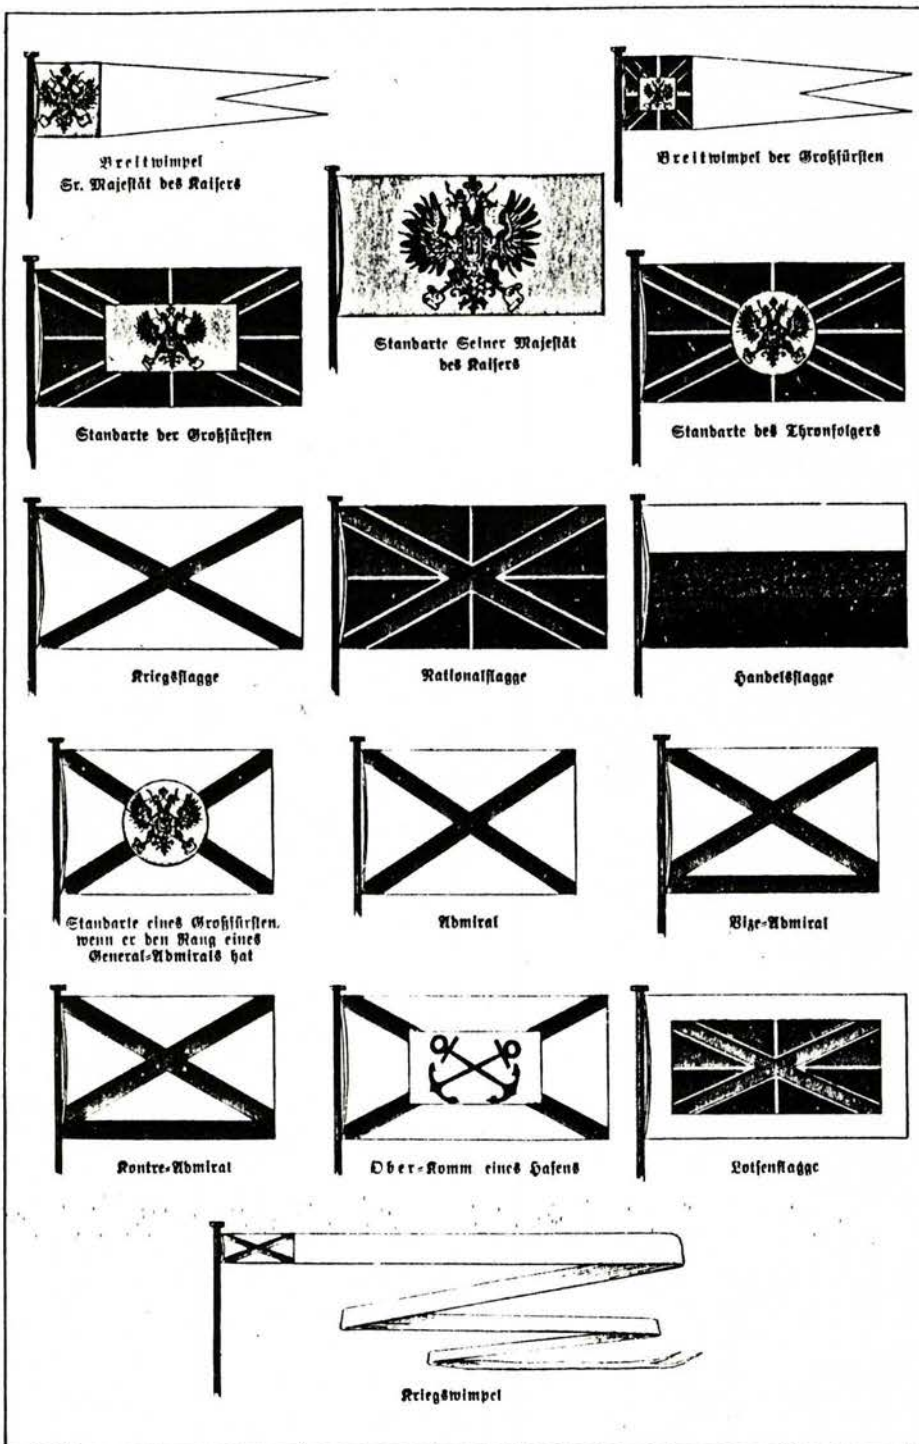 Breitwimpel
Sr. Majestät des Kaisers
Breitwimpel der Großfürsten
Standarte Seiner Majestät
des Kaisers
Standarte der Großfürsten
Standarte des Thronfolgers
Kriegsflagge
Nationalflagge
Handelsflagge
Standarte eines Großfürsten,
wenn er den Rang eines
General=Admirals hat
Admiral
Vize=Admiral
Kontre=Admiral
Ober=Komm eines Hafens
Lotsenflagge
Kriegswimpel